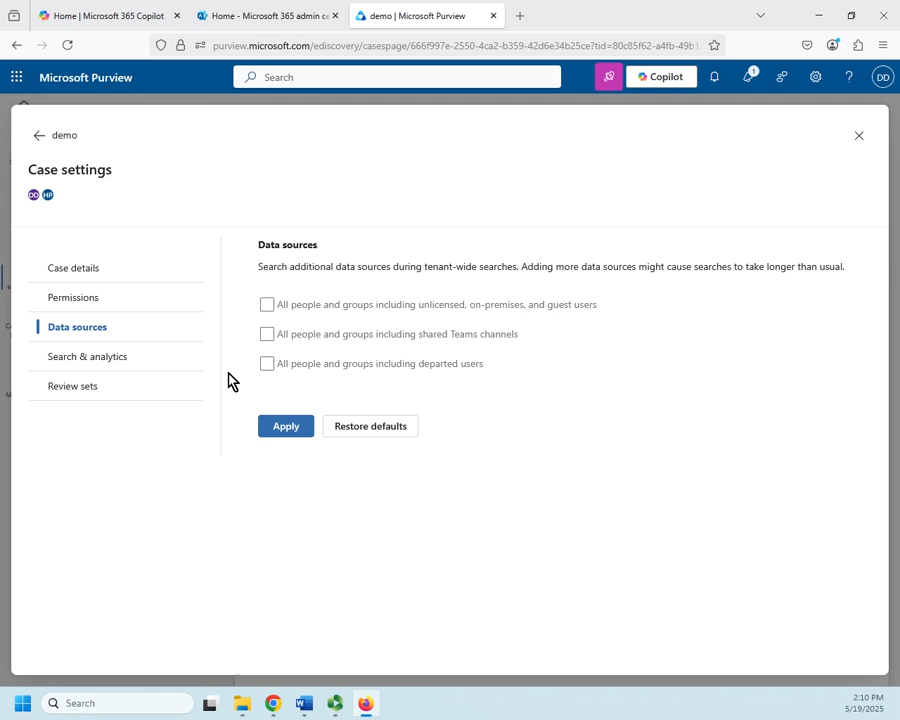 Home | Microsoft 365 Copilot
Home - Microsoft 365 admin ce
demo | Microsoft Purview
purview.microsoft.com/ediscovery/casespage/666f997e-2550-4ca2-b359-42d6e34b25ce?tid=80c85f62-a4fb-49b1-
Microsoft Purview
Search
Copilot
1
DD
demo
Case settings
DD HP
Case details
Permissions
Data sources
Search & analytics
Review sets
Data sources
Search additional data sources during tenant-wide searches. Adding more data sources might cause searches to take longer than usual.
All people and groups including unlicensed, on-premises, and guest users
All people and groups including shared Teams channels
All people and groups including departed users
Apply
Restore defaults
Search
2:10 PM
5/19/2025